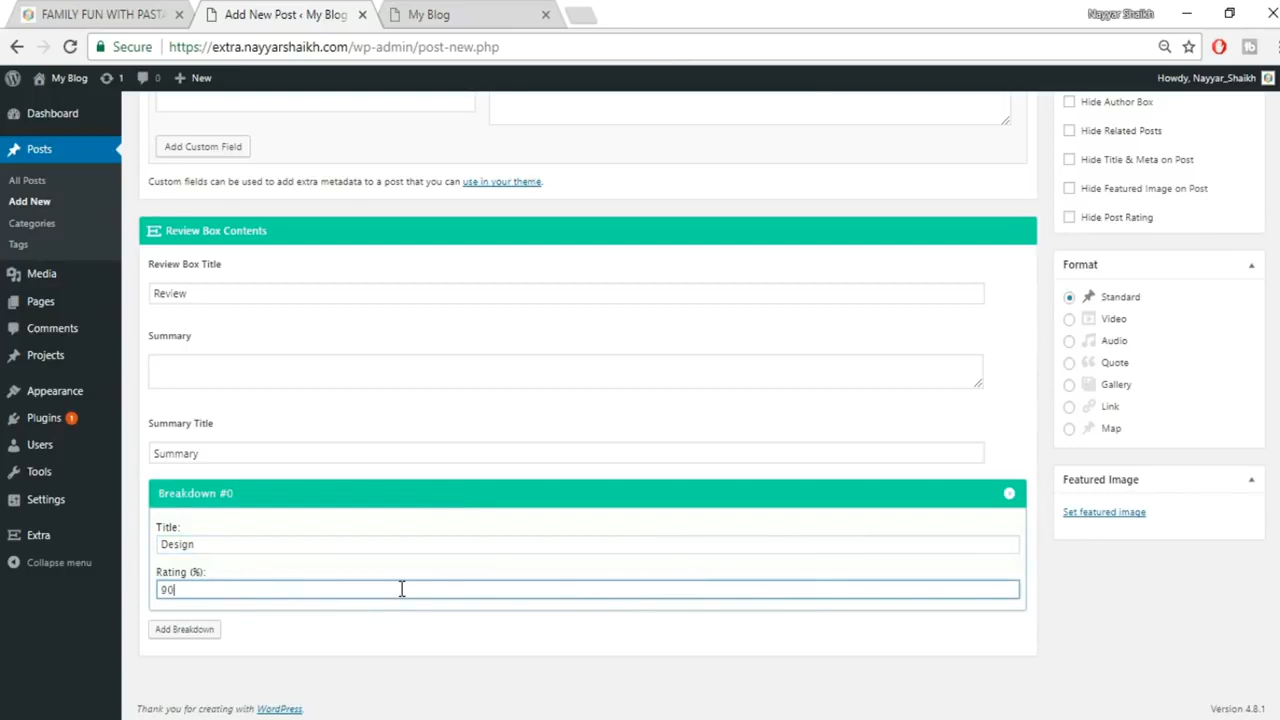 FAMILY FUN WITH PASTA
Add New Post ‹ My Blog
My Blog
Nayyar Shaikh
Secure
https://extra.nayyarshaikh.com/wp-admin/post-new.php
My Blog
1
0
New
Howdy, Nayyar_Shaikh
Dashboard
Posts
All Posts
Add New
Categories
Tags
Media
Pages
Comments
Projects
Appearance
Plugins 1
Users
Tools
Settings
Extra
Collapse menu
Add Custom Field
Custom fields can be used to add extra metadata to a post that you can use in your theme.
Review Box Contents
Review Box Title
Review
Summary
Summary Title
Summary
Breakdown #0
Title:
Design
Rating (%):
90
Add Breakdown
Hide Author Box
Hide Related Posts
Hide Title & Meta on Post
Hide Featured Image on Post
Hide Post Rating
Format
Standard
Video
Audio
Quote
Gallery
Link
Map
Featured Image
Set featured image
Thank you for creating with WordPress.
Version 4.8.1